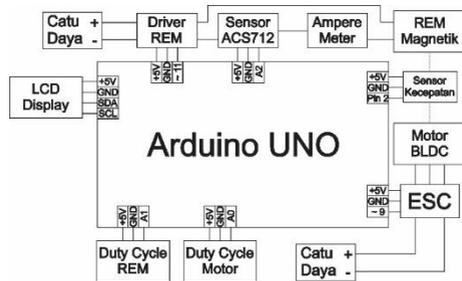 Catu +
Daya -
Driver
REM
Sensor
ACS712
Ampere
Meter
REM
Magnetik
+5V
GND
~ 11
+5V
GND
A2
LCD
Display
+5V
GND
SDA
SCL
+5V
GND
Pin 2
Sensor
Kecepatan
Arduino UNO
Motor
BLDC
+5V
GND
~ 9
ESC
+5V
GND
A1
+5V
GND
A0
Duty Cycle
REM
Duty Cycle
Motor
Catu +
Daya -